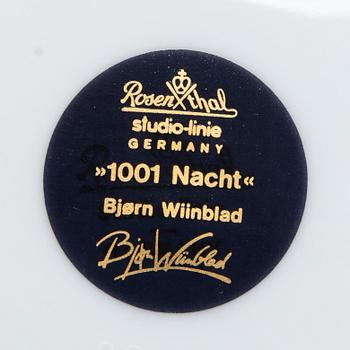 Rosenthal
studio-linie
GERMANY
»1001 Nacht«
Bjørn Wiinblad
Bjørn Wiinblad